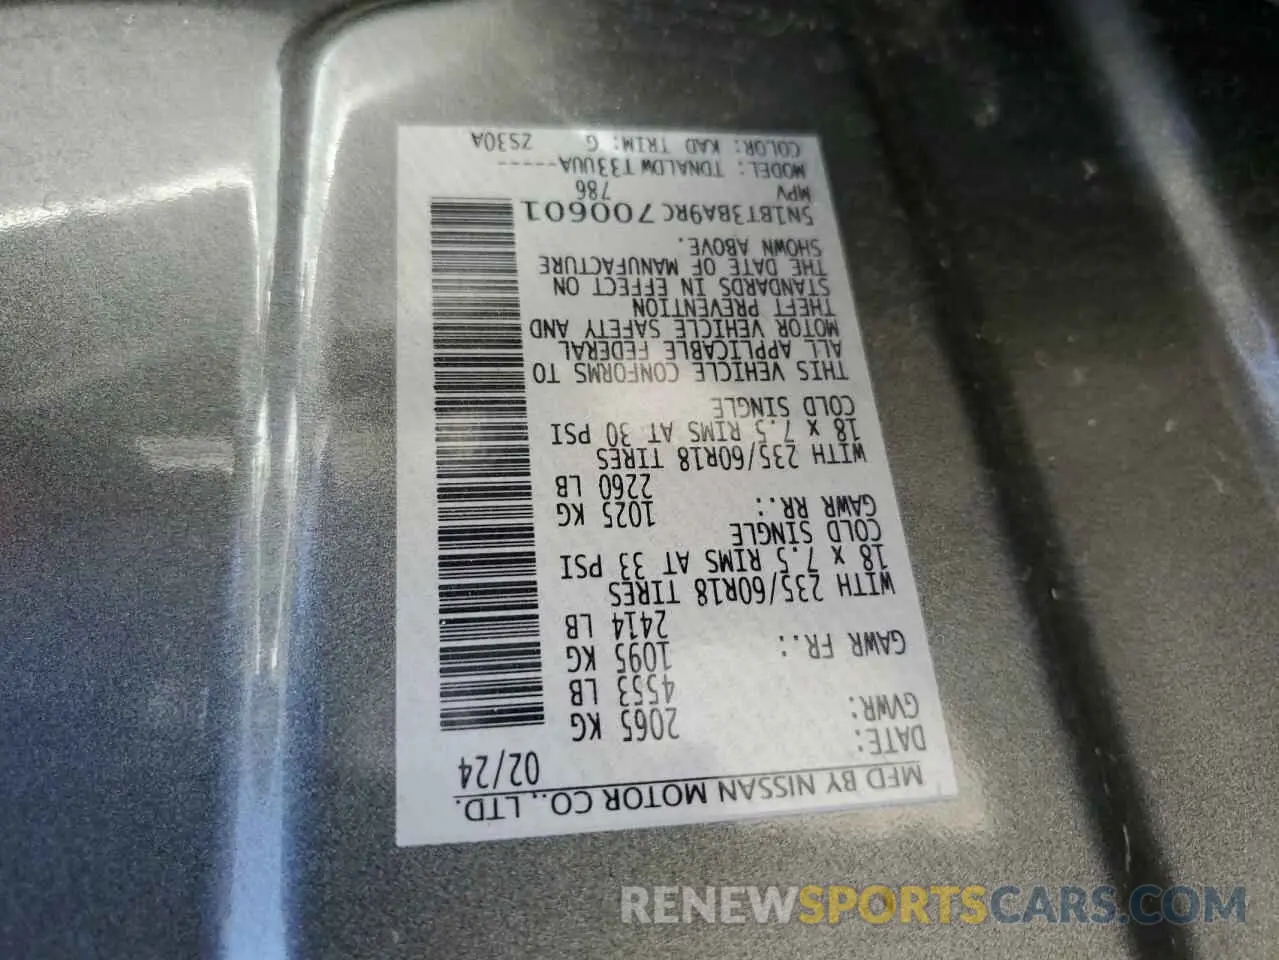 MFD BY NISSAN MOTOR CO., LTD.
DATE: 02/24
GVWR: 2065 KG
4553 LB
GAWR FR.: 1095 KG
2414 LB
WITH 235/60R18 TIRES
18 x 7.5 RIMS AT 33 PSI
COLD SINGLE
GAWR RR.: 1025 KG
2260 LB
WITH 235/60R18 TIRES
18 x 7.5 RIMS AT 30 PSI
COLD SINGLE
THIS VEHICLE CONFORMS TO
ALL APPLICABLE FEDERAL
MOTOR VEHICLE SAFETY AND
THEFT PREVENTION
STANDARDS IN EFFECT ON
THE DATE OF MANUFACTURE
SHOWN ABOVE.
5N1BT3BA9RC700601
MPV 786
MODEL: TDNALDW T33UUA-----
COLOR: KAD TRIM: G 2S30A
RENEWSPORTSCARS.COM